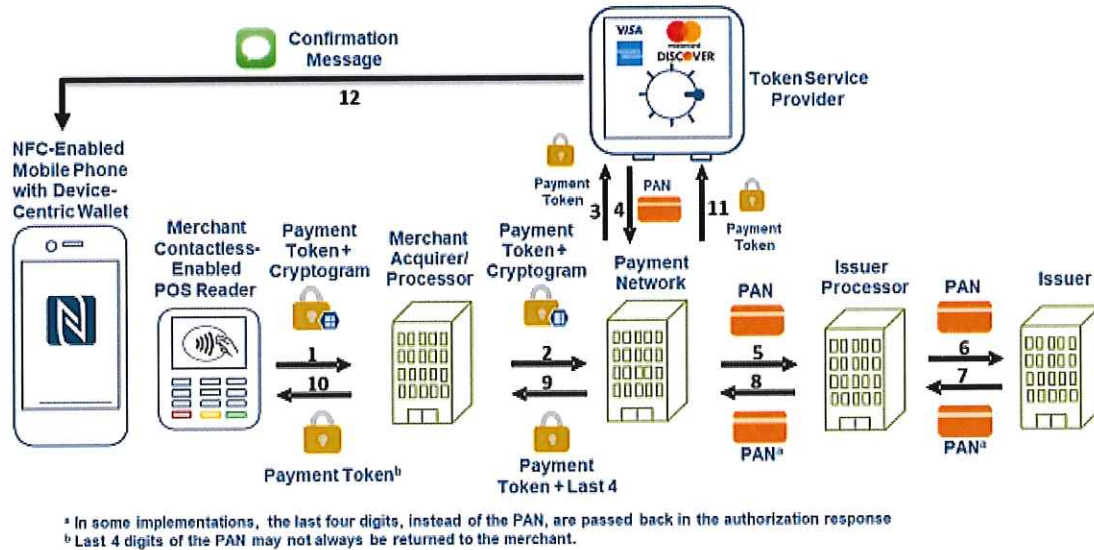 Confirmation
Message
12
VISA
mastercard
DISCOVER
Token Service
Provider
NFC-Enabled
Mobile Phone
with Device-
Centric Wallet
Merchant
Contactless-
Enabled
POS Reader
Payment
Token +
Cryptogram
Merchant
Acquirer/
Processor
Payment
Token +
Cryptogram
Payment
Token
3
4
PAN
11
Payment
Token
Payment
Network
PAN
Issuer
Processor
PAN
Issuer
1
10
2
9
5
8
6
7
Payment Tokenᵇ
Payment
Token + Last 4
PANᵃ
PANᵃ
ᵃ In some implementations, the last four digits, instead of the PAN, are passed back in the authorization response
ᵇ Last 4 digits of the PAN may not always be returned to the merchant.